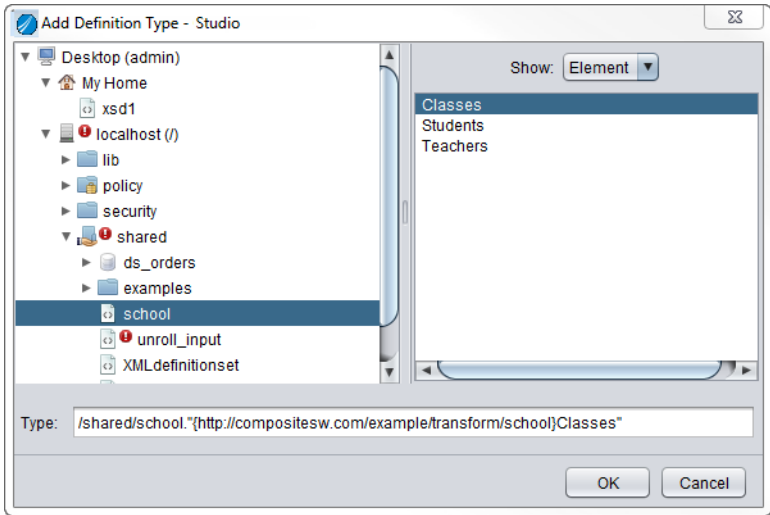 Add Definition Type - Studio
Desktop (admin)
My Home
xsd1
localhost (/)
lib
policy
security
shared
ds_orders
examples
school
unroll_input
XMLdefinitionset
Show: Element
Classes
Students
Teachers
Type: /shared/school."{http://compositesw.com/example/transform/school}Classes"
OK Cancel